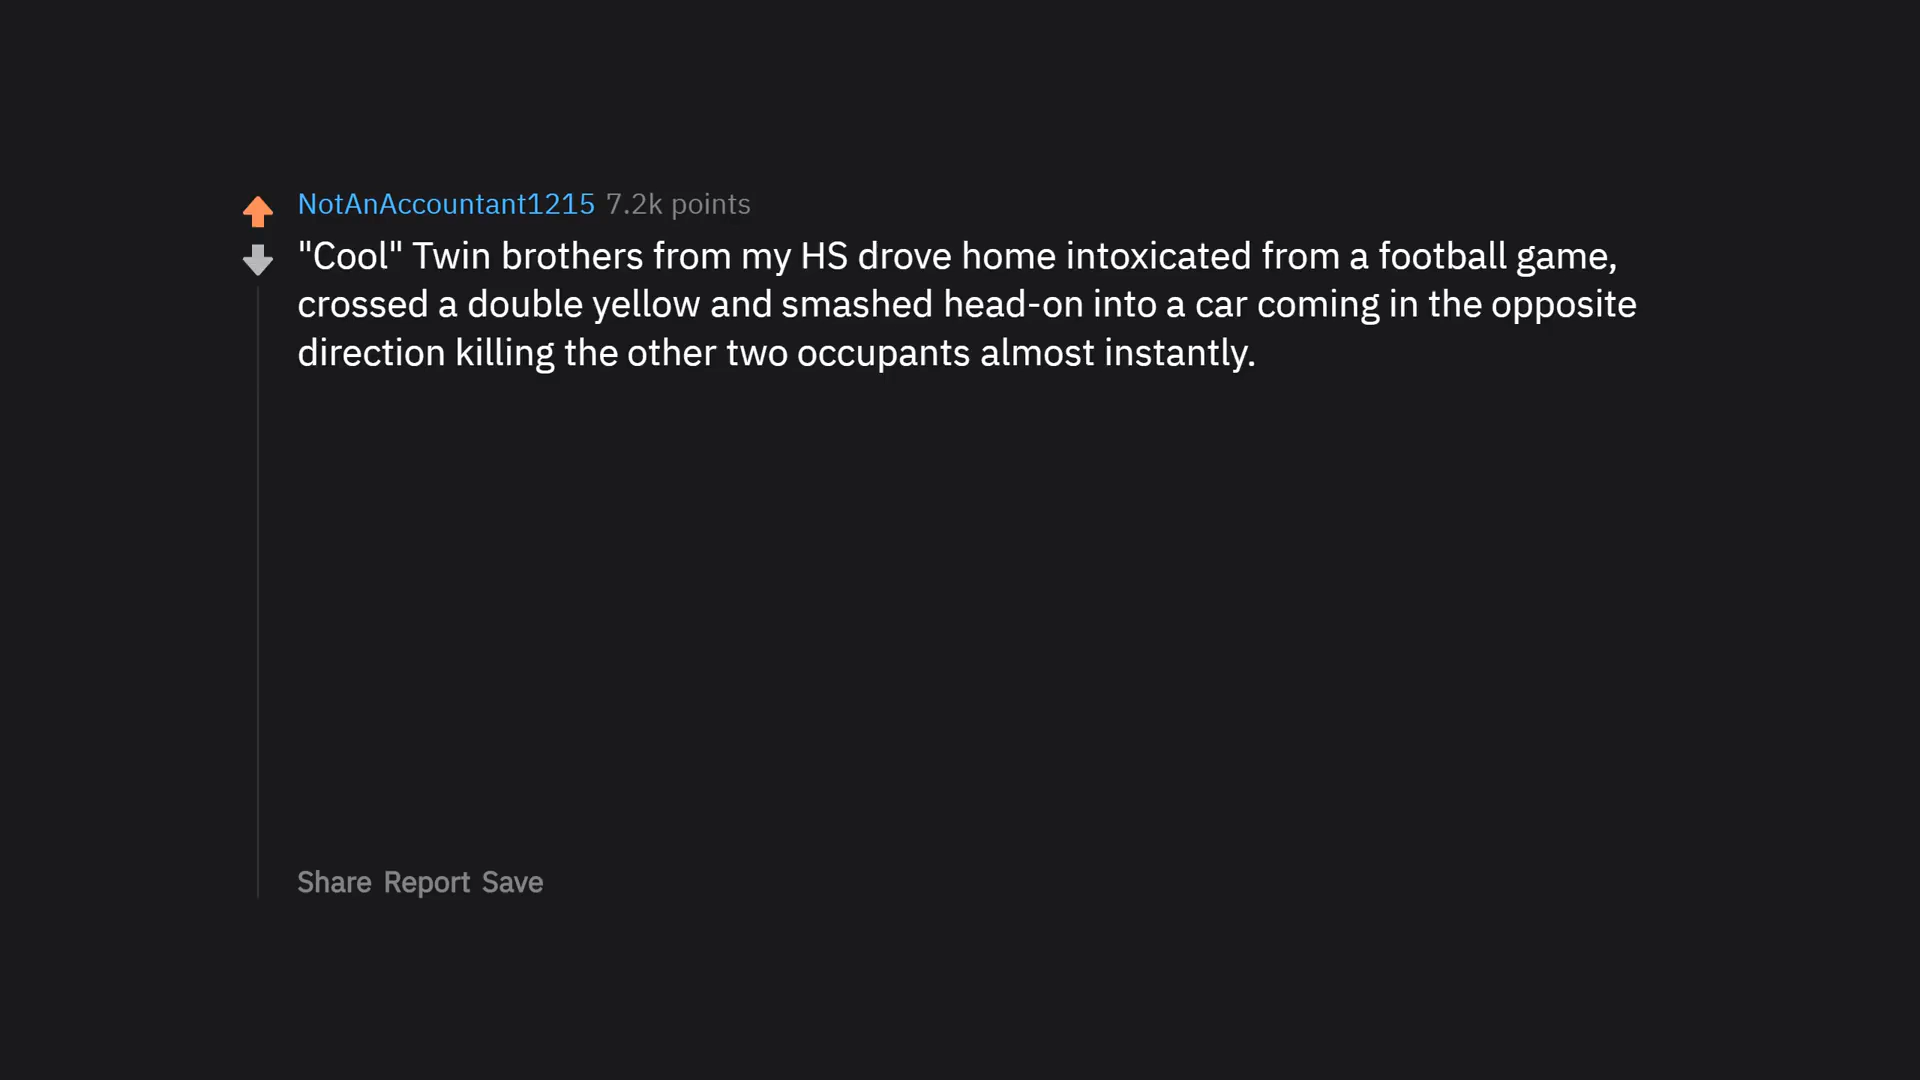 NotAnAccountant1215 7.2k points
"Cool" Twin brothers from my HS drove home intoxicated from a football game,
crossed a double yellow and smashed head-on into a car coming in the opposite
direction killing the other two occupants almost instantly.
Share Report Save